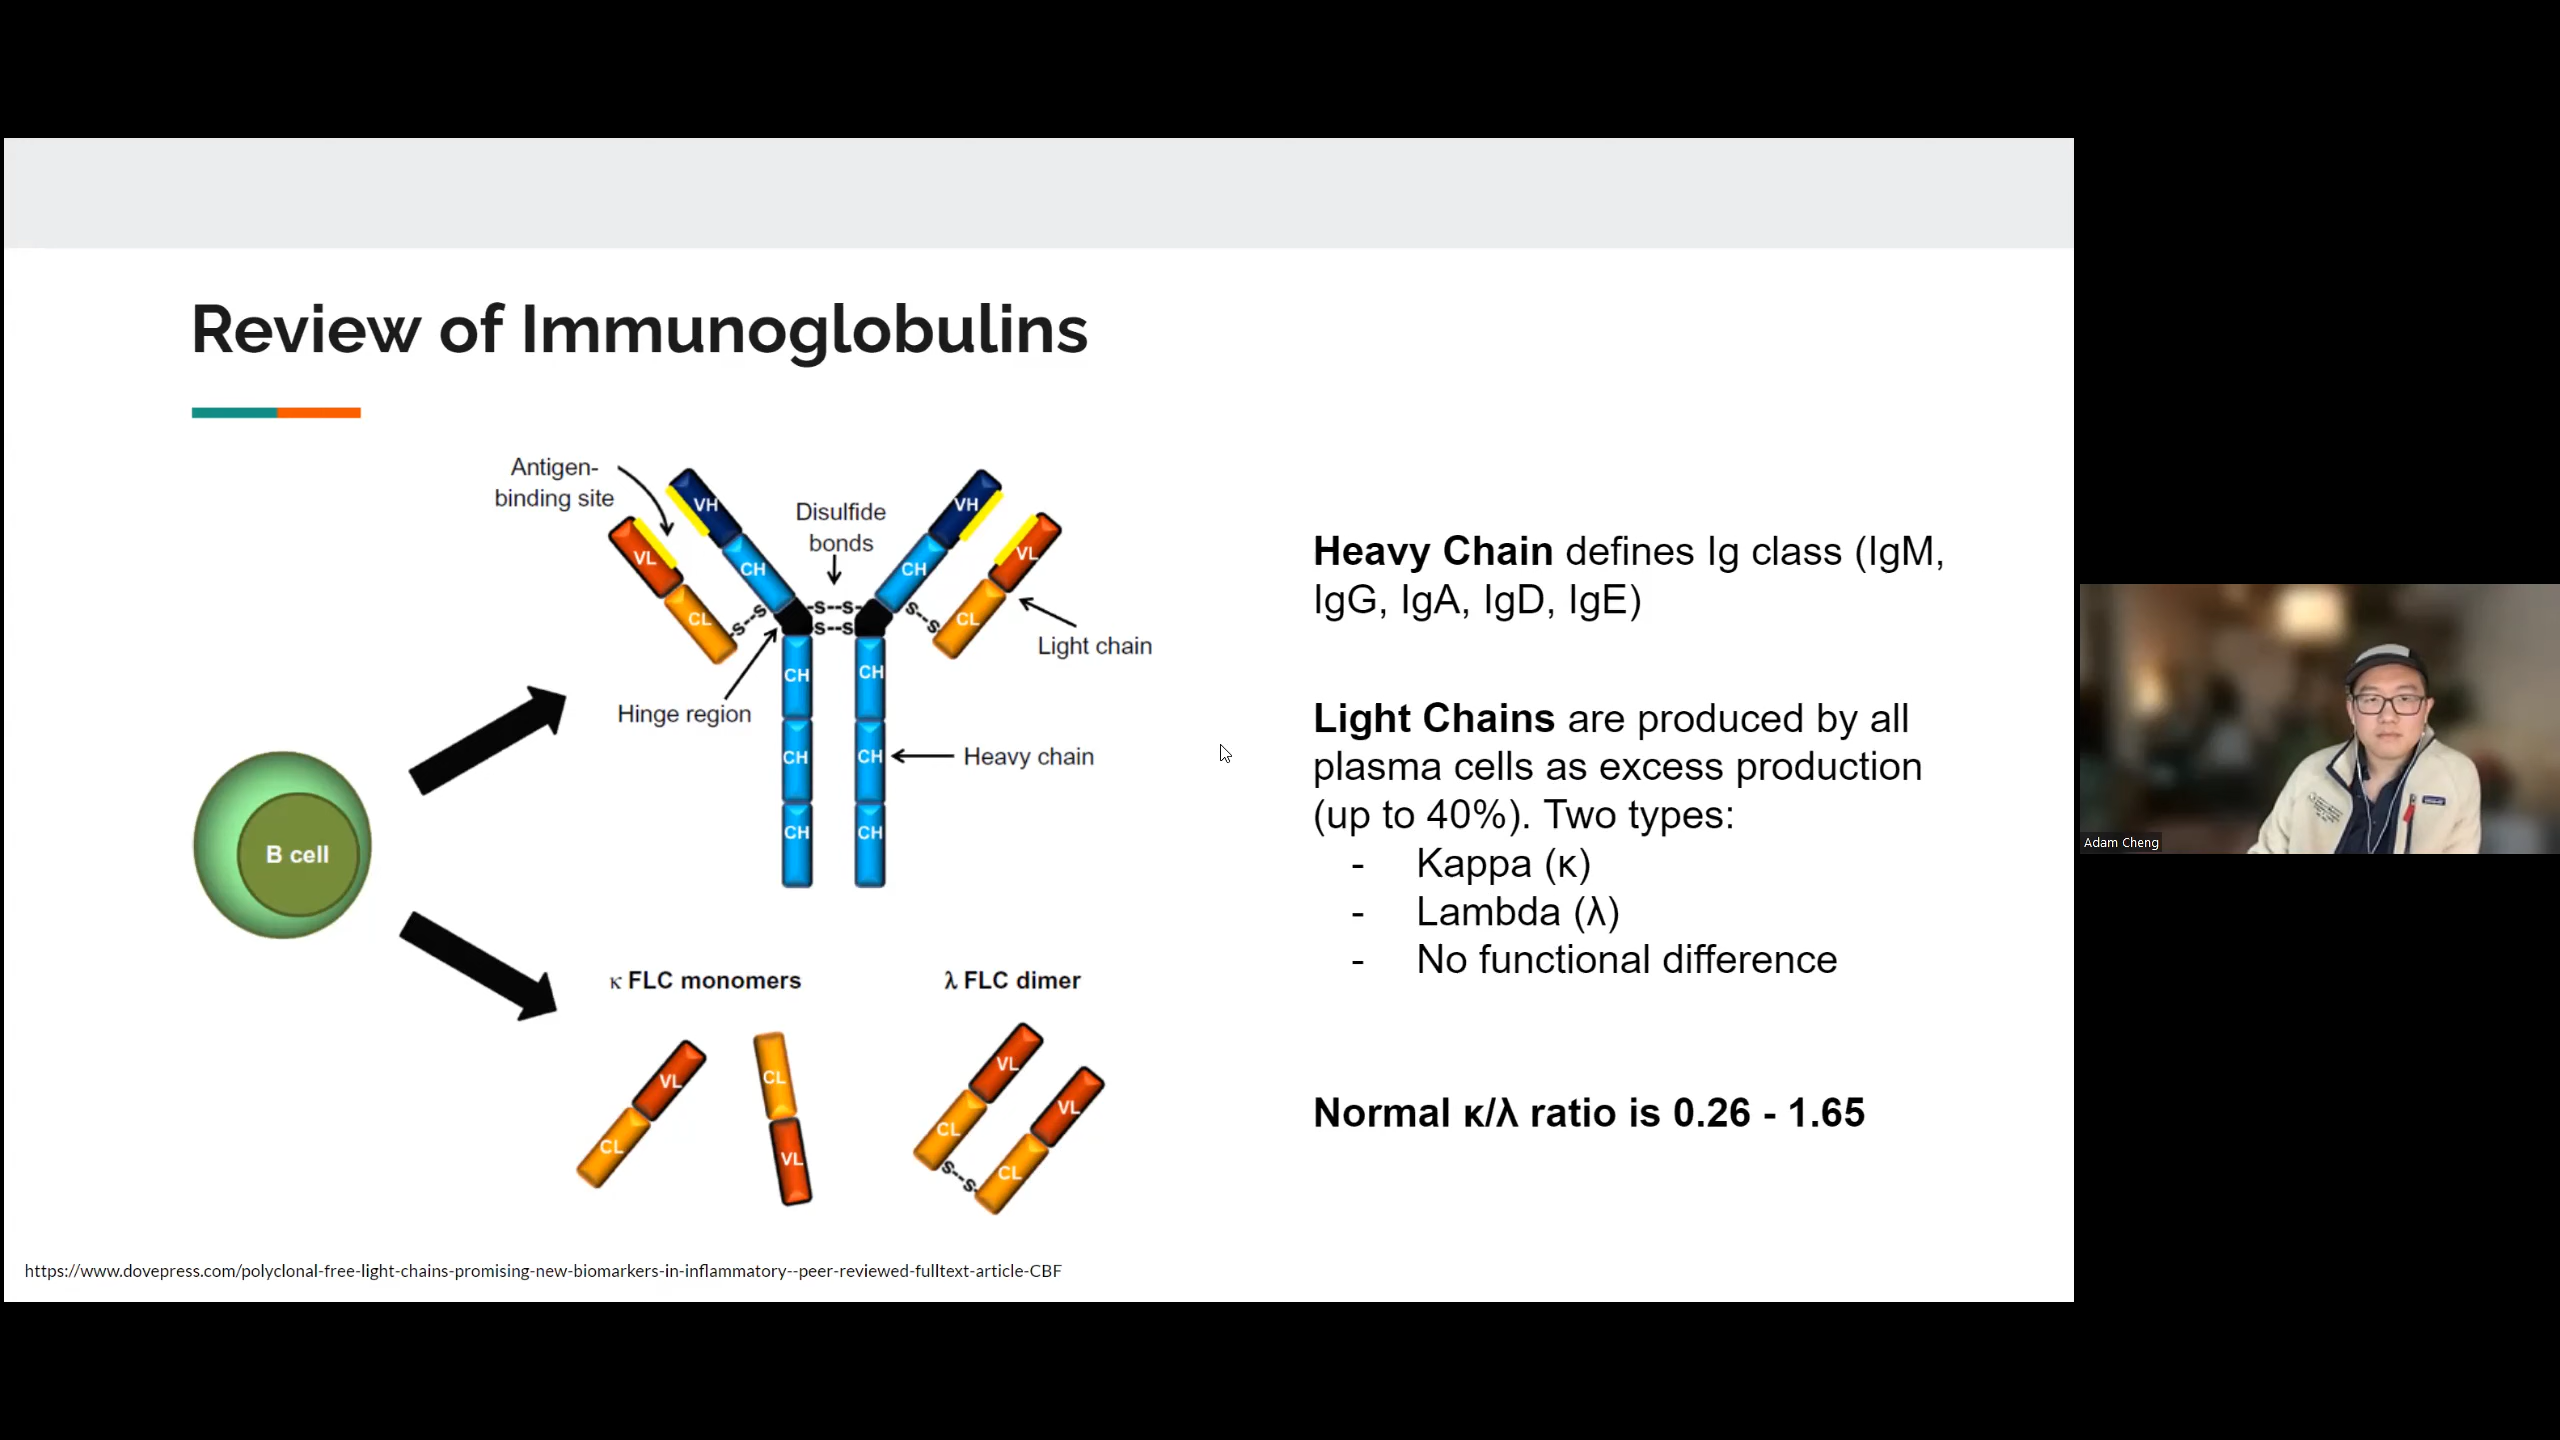 Review of Immunoglobulins
Antigen-
binding site
VH
VL
CH
CL
S--S
Disulfide
bonds
S--S
S--S
VH
VL
CH
CL
S--S
Light chain
Hinge region
CH
CH
CH
CH
CH
CH
Heavy chain
B cell
κ FLC monomers
λ FLC dimer
VL
CL
CL
VL
VL
CL
VL
CL
S--S
Heavy Chain defines Ig class (IgM,
IgG, IgA, IgD, IgE)
Light Chains are produced by all
plasma cells as excess production
(up to 40%). Two types:
- Kappa (κ)
- Lambda (λ)
- No functional difference
Normal κ/λ ratio is 0.26 - 1.65
https://www.dovepress.com/polyclonal-free-light-chains-promising-new-biomarkers-in-inflammatory--peer-reviewed-fulltext-article-CBF
Adam Cheng